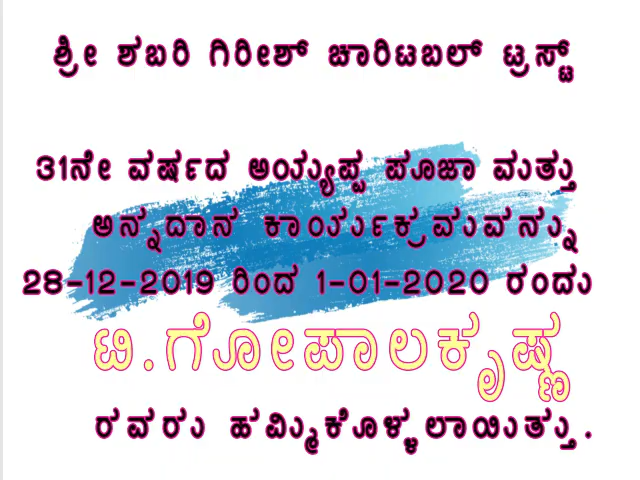 ಶ್ರೀ ಶಬರಿ ಗಿರೀಶ್ ಚಾರಿಟಬಲ್ ಟ್ರಸ್ಟ್
31ನೇ ವರ್ಷದ ಅಯ್ಯಪ್ಪ ಪೂಜಾ ಮತ್ತು
ಅನ್ನದಾನ ಕಾರ್ಯಕ್ರಮವನ್ನು
28-12-2019 ರಿಂದ 1-01-2020 ರಂದು
ಟಿ.ಗೋಪಾಲಕೃಷ್ಣ
ರವರು ಹಮ್ಮಿಕೊಳ್ಳಲಾಯಿತ್ತು.